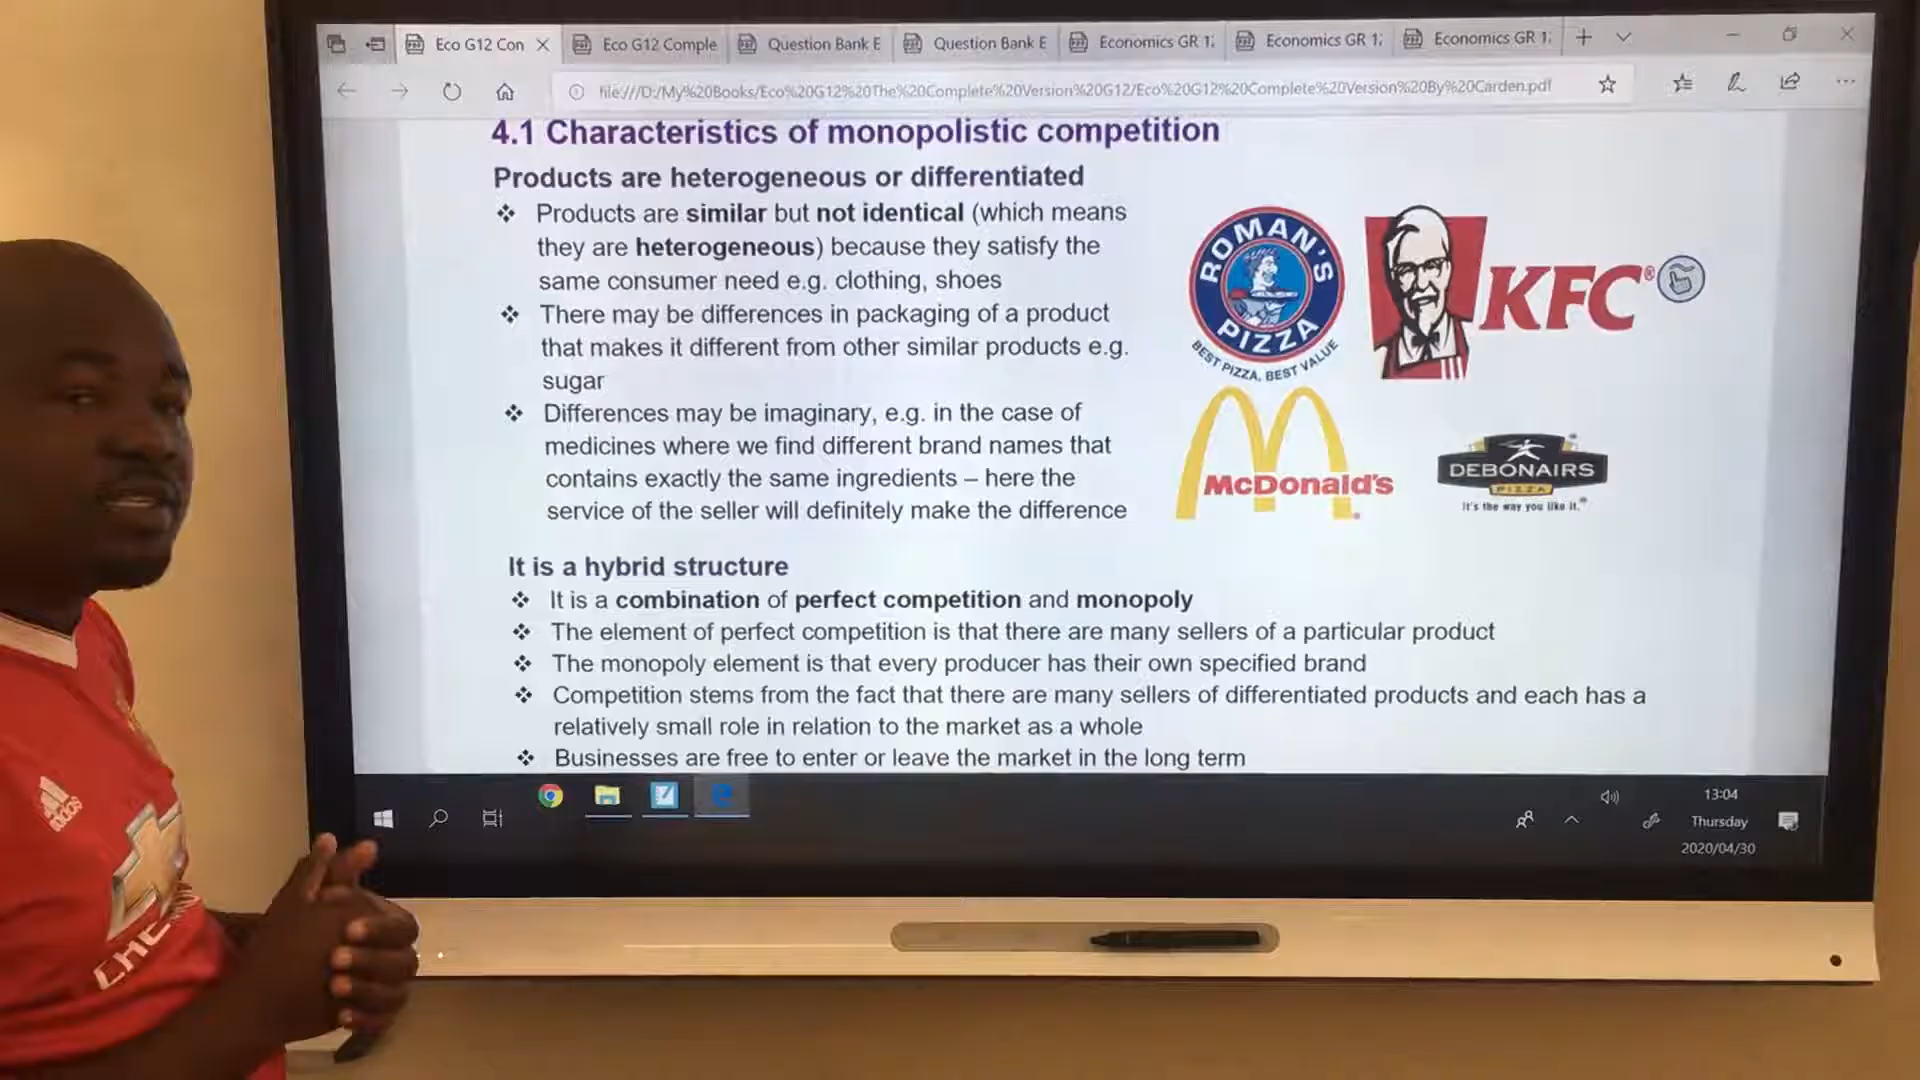 Eco G12 Con
Eco G12 Comple
Question Bank E
Question Bank E
Economics GR 1
Economics GR 1
Economics GR 1
file:///D:/My%20Books/Eco%20G12%20The%20Complete%20Version%20G12/Eco%20G12%20Complete%20Version%20By%20Carden.pdf
4.1 Characteristics of monopolistic competition
Products are heterogeneous or differentiated
❖ Products are similar but not identical (which means
they are heterogeneous) because they satisfy the
same consumer need e.g. clothing, shoes
❖ There may be differences in packaging of a product
that makes it different from other similar products e.g.
sugar
❖ Differences may be imaginary, e.g. in the case of
medicines where we find different brand names that
contains exactly the same ingredients – here the
service of the seller will definitely make the difference
ROMAN'S
PIZZA
BEST PIZZA, BEST VALUE
KFC®
McDonald's
DEBONAIRS
PIZZA
It's the way you like it.®
It is a hybrid structure
❖ It is a combination of perfect competition and monopoly
❖ The element of perfect competition is that there are many sellers of a particular product
❖ The monopoly element is that every producer has their own specified brand
❖ Competition stems from the fact that there are many sellers of differentiated products and each has a
relatively small role in relation to the market as a whole
❖ Businesses are free to enter or leave the market in the long term
13:04
Thursday
2020/04/30
adidas
CHE